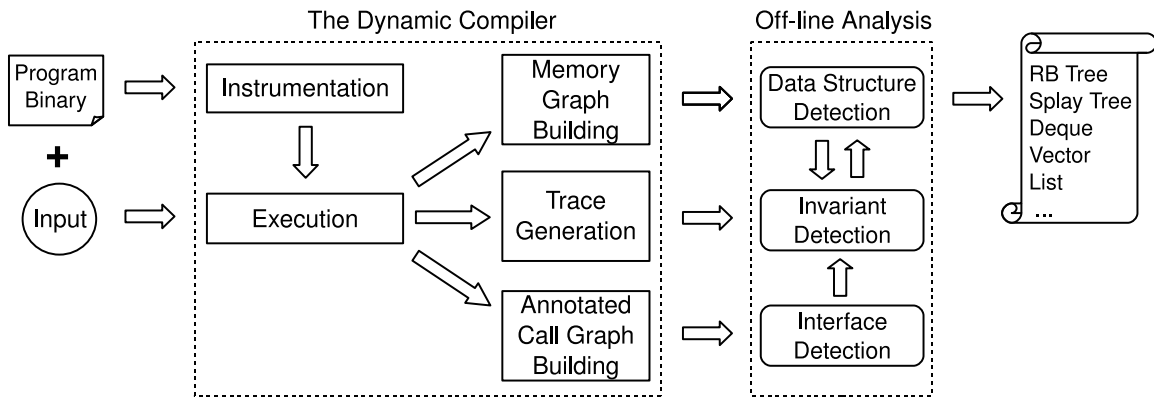 The Dynamic Compiler
Off-line Analysis
Program
Binary
+
Input
Instrumentation
Execution
Memory
Graph
Building
Trace
Generation
Annotated
Call Graph
Building
Data Structure
Detection
Invariant
Detection
Interface
Detection
RB Tree
Splay Tree
Deque
Vector
List
...